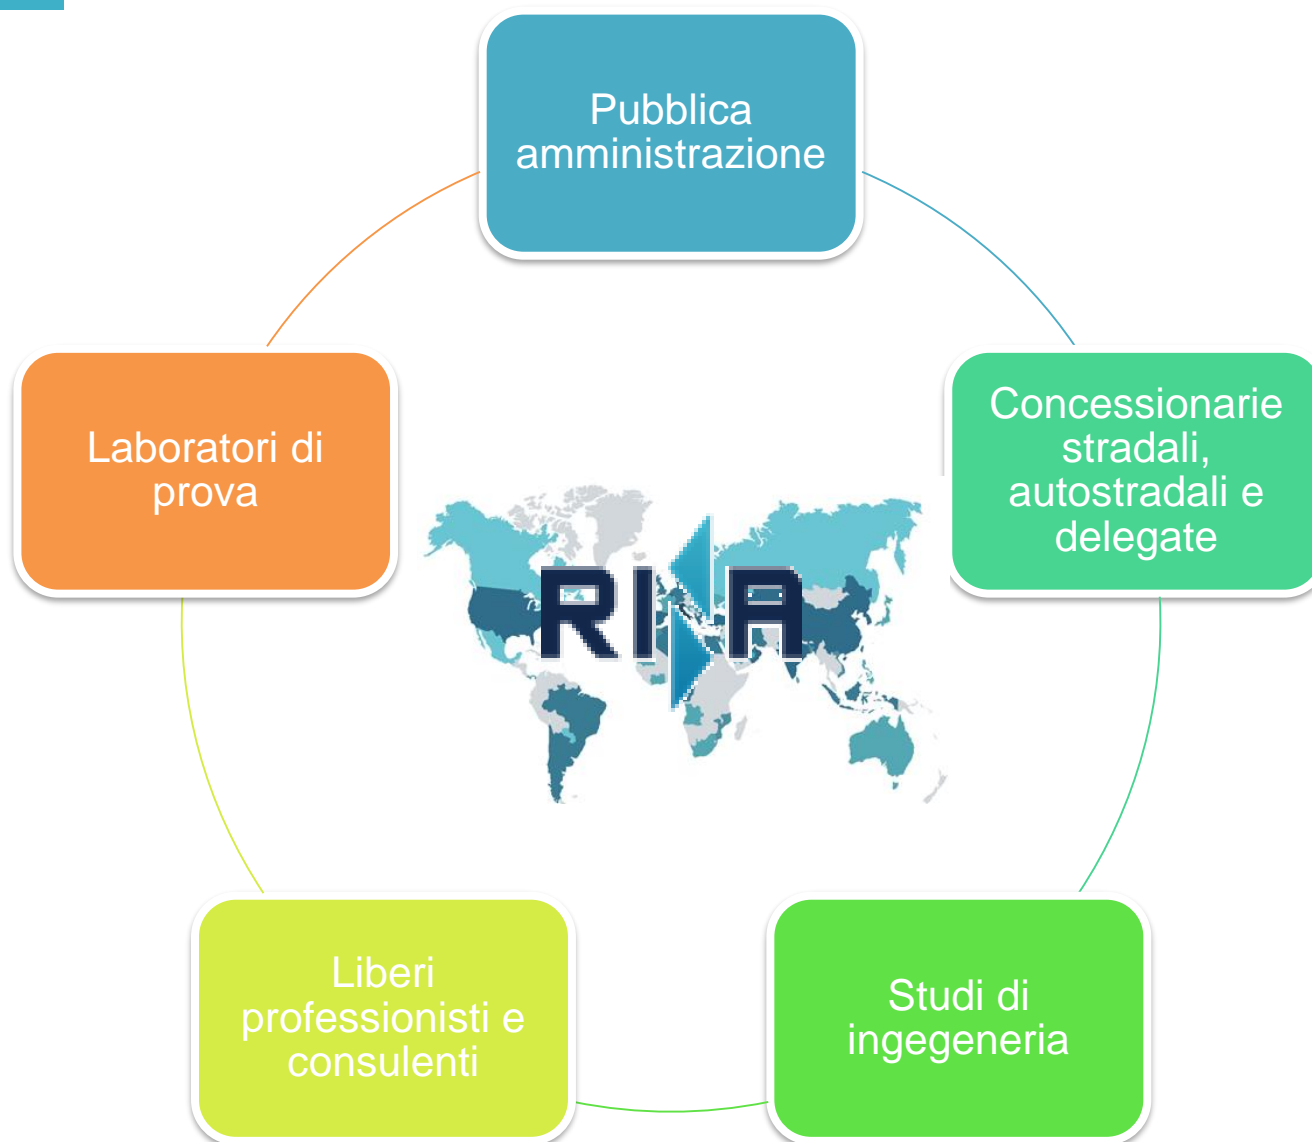 Pubblica
amministrazione
Concessionarie
stradali,
autostradali e
delegate
Laboratori di
prova
RINA
Liberi
professionisti e
consulenti
Studi di
ingegeneria